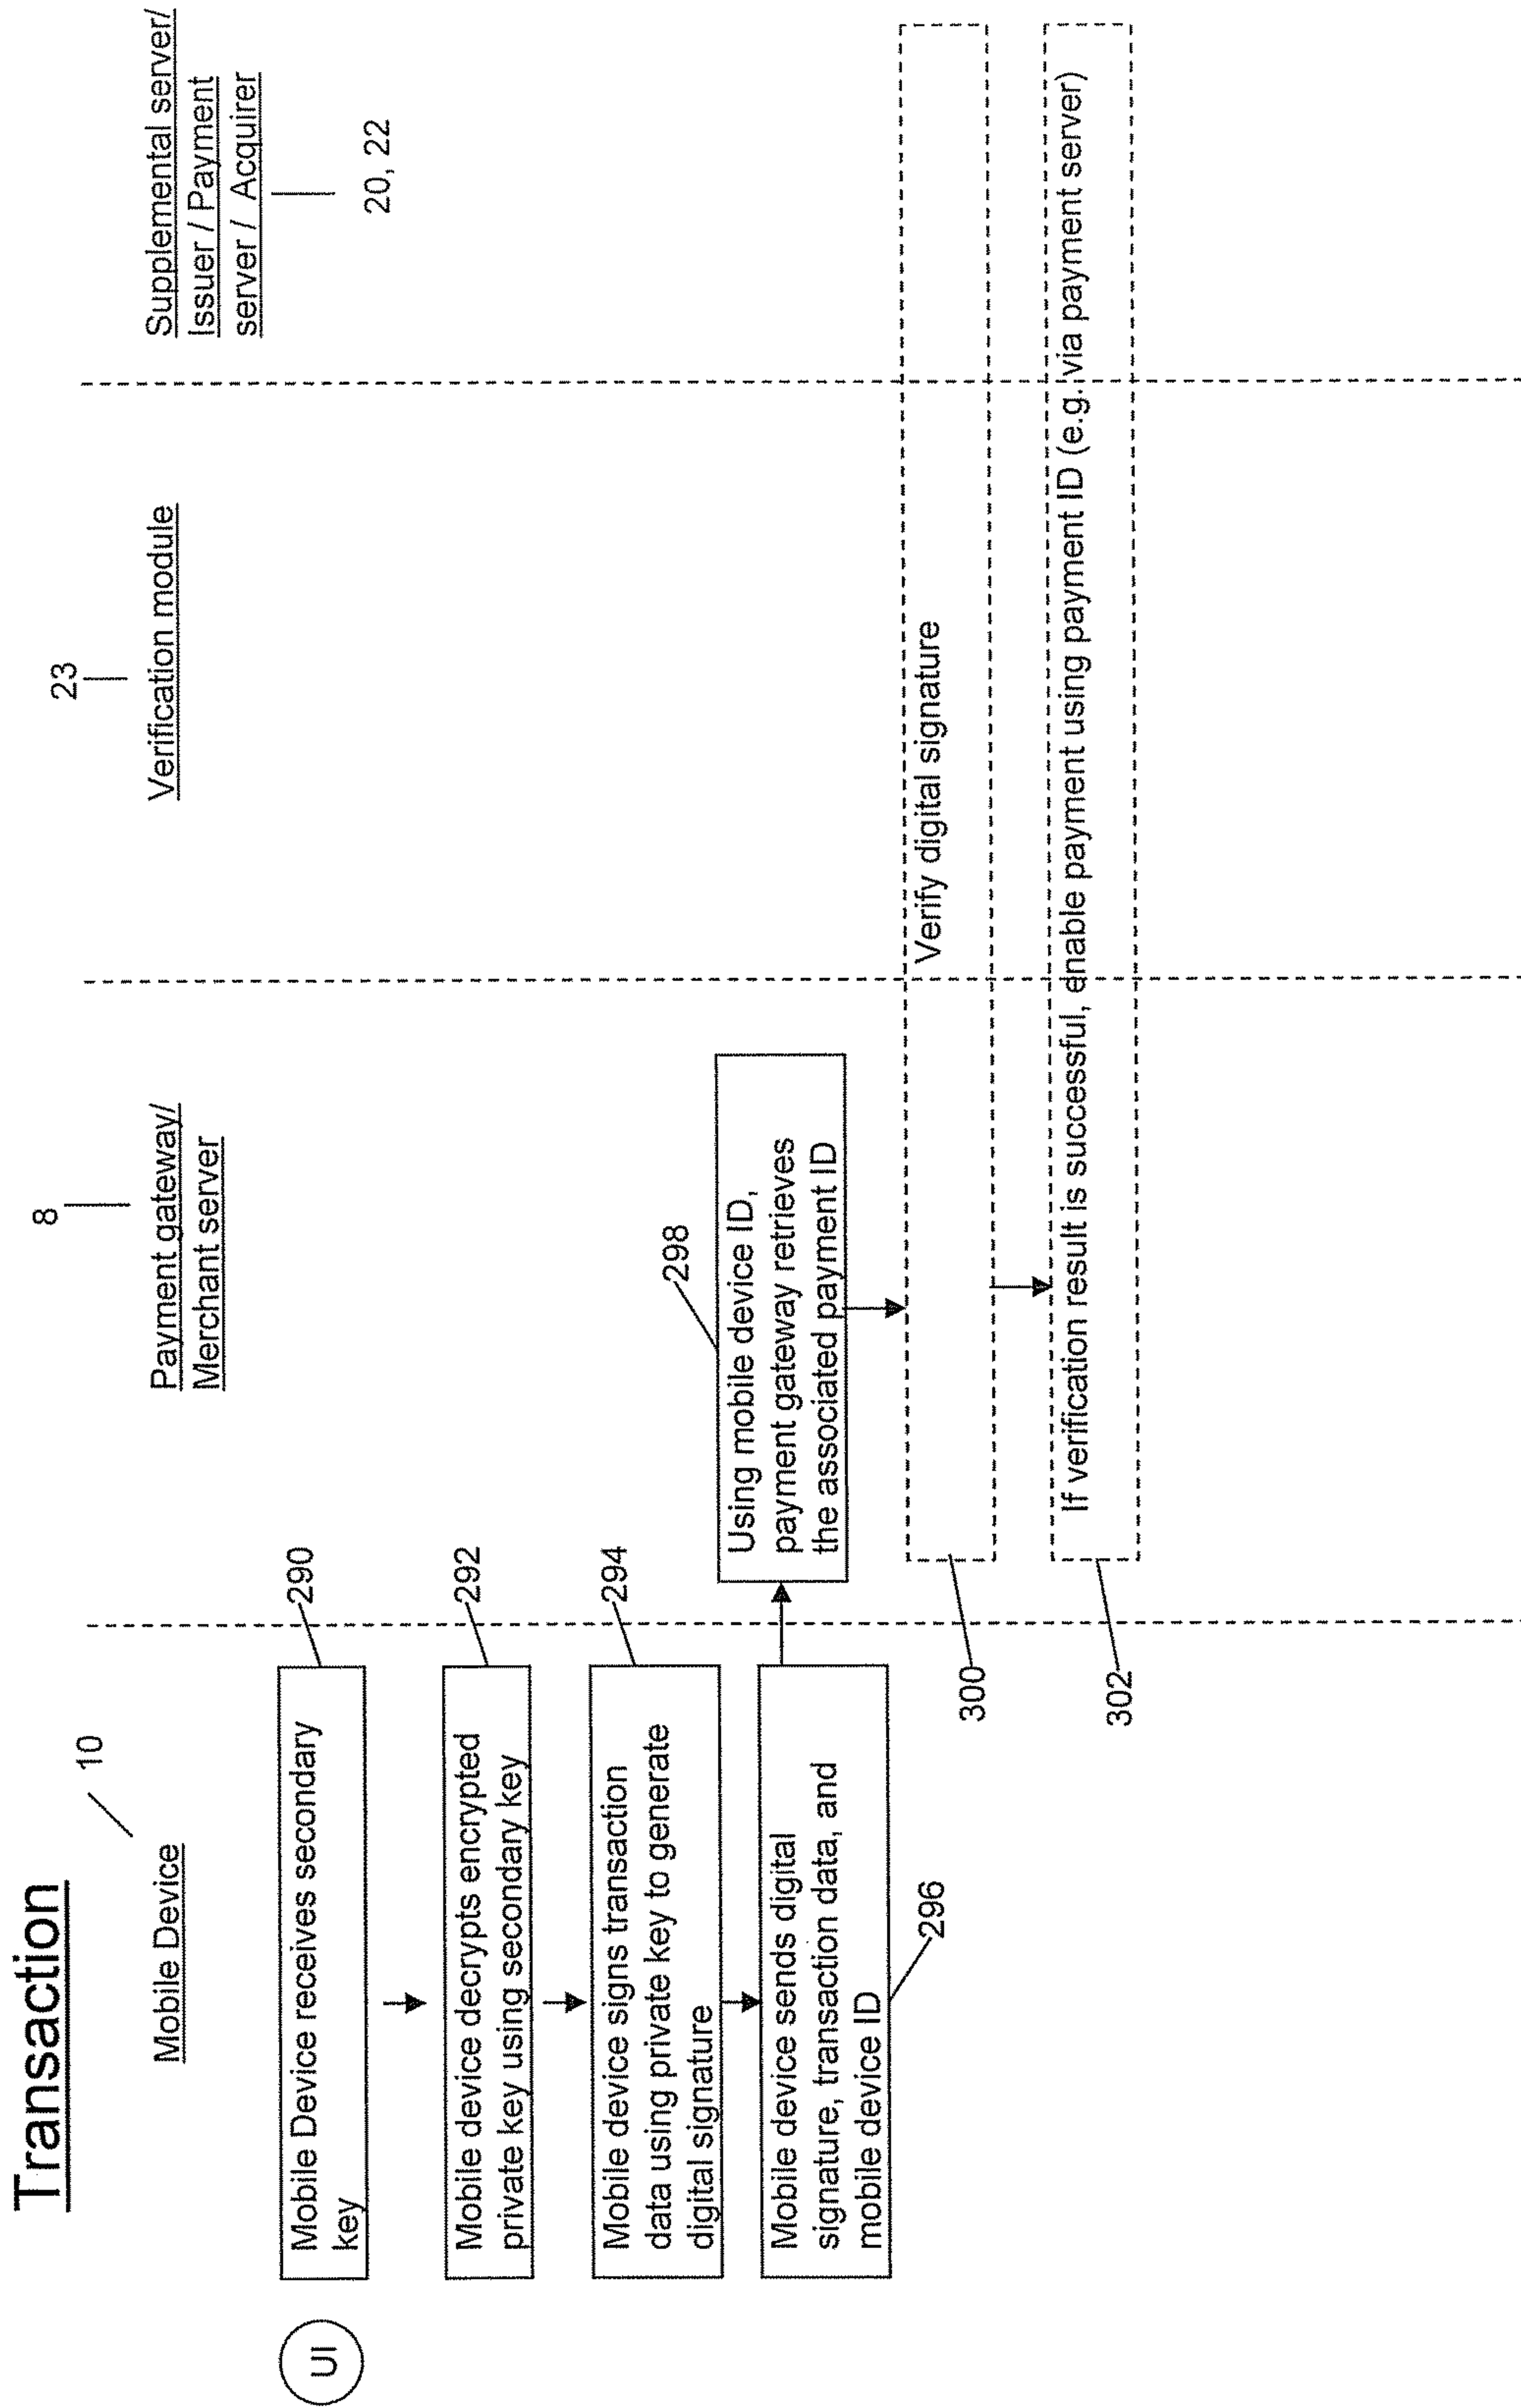 Transaction
10
Mobile Device
8
Payment gateway/
Merchant server
23
Verification module
Supplemental server/
Issuer / Payment
server / Acquirer
20, 22
UI
Mobile Device receives secondary
key
290
Mobile device decrypts encrypted
private key using secondary key
292
Mobile device signs transaction
data using private key to generate
digital signature
294
Mobile device sends digital
signature, transaction data, and
mobile device ID
296
Using mobile device ID,
payment gateway retrieves
the associated payment ID
298
Verify digital signature
300
If verification result is successful, enable payment using payment ID (e.g. via payment server)
302